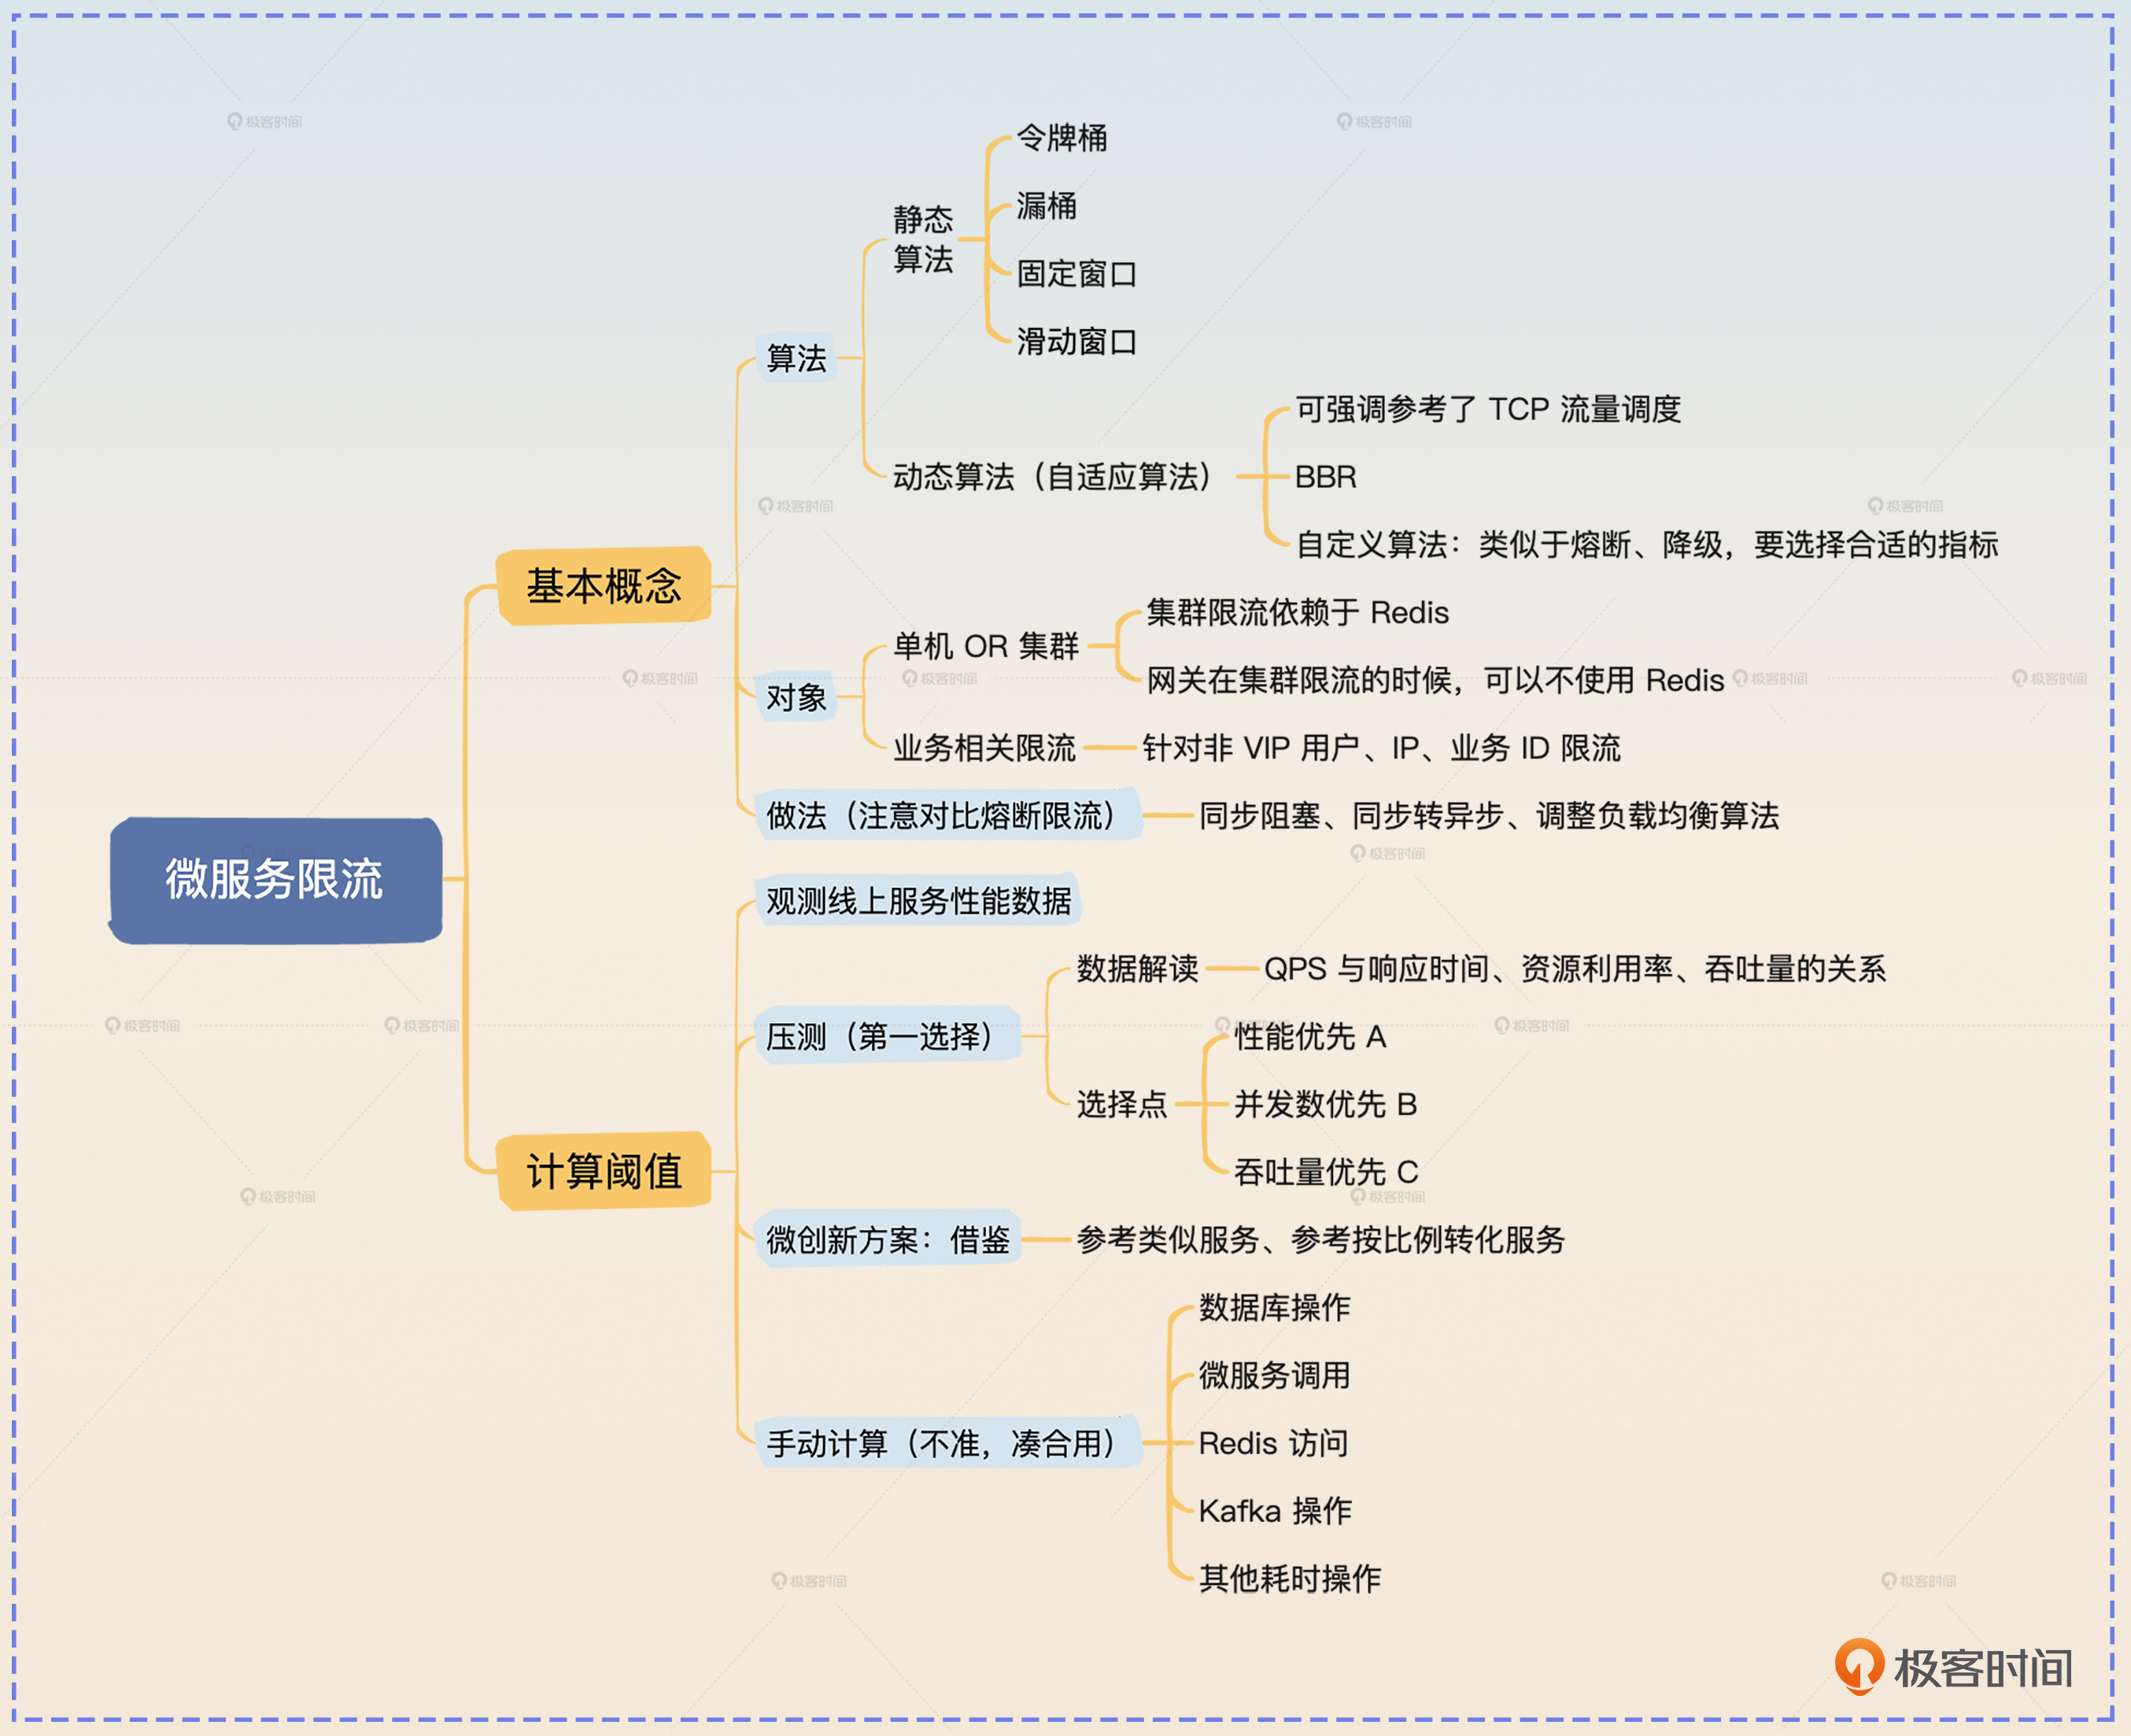 微服务限流
基本概念
算法
静态
算法
令牌桶
漏桶
固定窗口
滑动窗口
动态算法（自适应算法）
可强调参考了 TCP 流量调度
BBR
自定义算法：类似于熔断、降级，要选择合适的指标
对象
单机 OR 集群
集群限流依赖于 Redis
网关在集群限流的时候，可以不使用 Redis
业务相关限流
针对非 VIP 用户、IP、业务 ID 限流
做法（注意对比熔断限流）
同步阻塞、同步转异步、调整负载均衡算法
计算阈值
观测线上服务性能数据
压测（第一选择）
数据解读
QPS 与响应时间、资源利用率、吞吐量的关系
选择点
性能优先 A
并发数优先 B
吞吐量优先 C
微创新方案：借鉴
参考类似服务、参考按比例转化服务
手动计算（不准，凑合用）
数据库操作
微服务调用
Redis 访问
Kafka 操作
其他耗时操作
极客时间